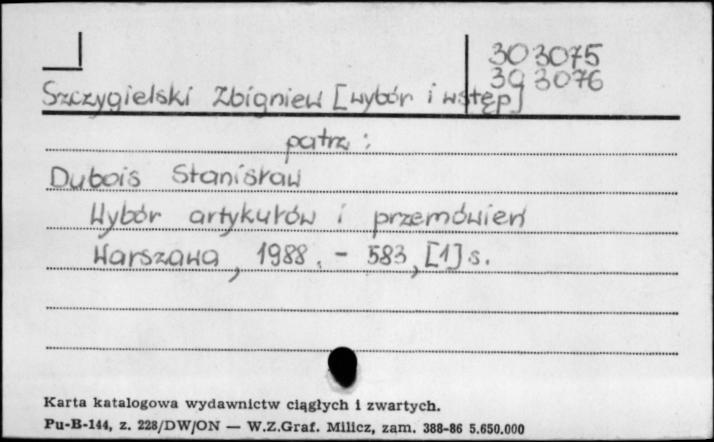 303075
303076
Szczygielski Zbigniew [wybór i wstęp]
patrz:
Dubois Stanisław
Wybór artykułów i przemówień
Warszawa, 1988. - 583, [1] s.
Karta katalogowa wydawnictw ciągłych i zwartych.
Pu-B-144, z. 228/DW/ON — W.Z.Graf. Milicz, zam. 388-86 5.650.000